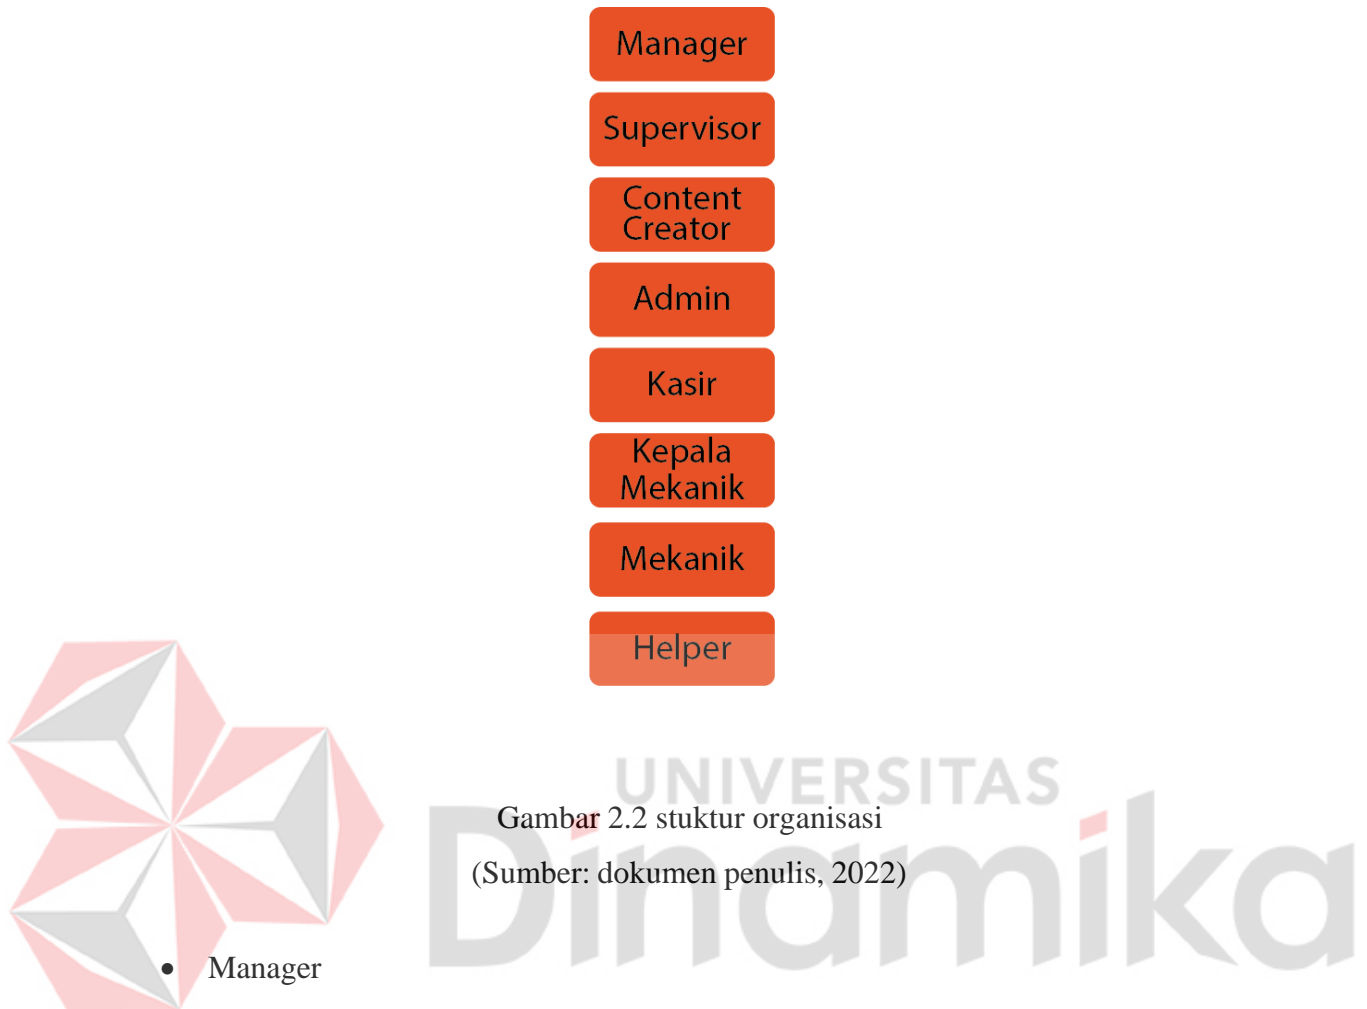 Manager
Supervisor
Content
Creator
Admin
Kasir
Kepala
Mekanik
Mekanik
Helper
UNIVERSITAS
Dinamika
Gambar 2.2 stuktur organisasi
(Sumber: dokumen penulis, 2022)
• Manager